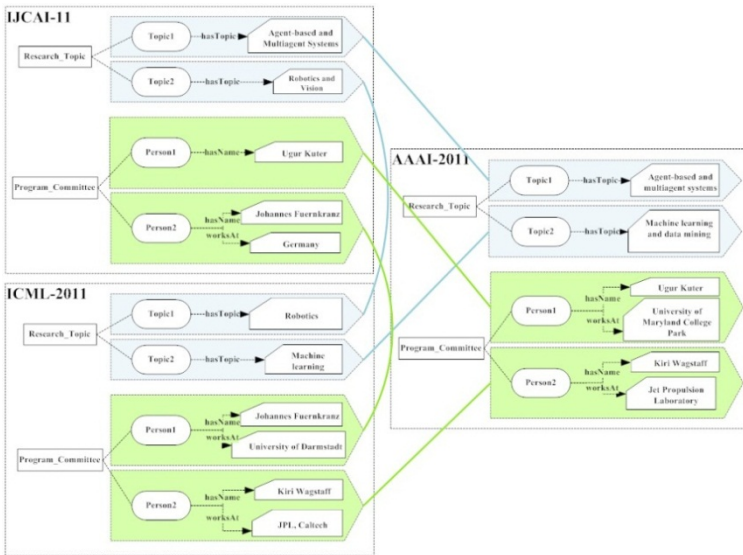 IJCAI-11
Topic1
hasTopic
Agent-based and
Multiagent Systems
Research_Topic
Topic2
hasTopic
Robotics and
Vision
Person1
hasName
Ugur Kuter
Program_Committee
Person2
hasName
worksAt
Johannes Fuernkranz
Germany
ICML-2011
Topic1
hasTopic
Robotics
Research_Topic
Topic2
hasTopic
Machine
learning
Person1
hasName
worksAt
Johannes Fuernkranz
University of Darmstadt
Program_Committee
Person2
hasName
worksAt
Kiri Wagstaff
JPL, Caltech
AAAI-2011
Topic1
hasTopic
Agent-based and
multiagent systems
Research_Topic
Topic2
hasTopic
Machine learning
and data mining
Person1
hasName
worksAt
Ugur Kuter
University of
Maryland College
Park
Program_Committee
Person2
hasName
worksAt
Kiri Wagstaff
Jet Propulsion
Laboratory